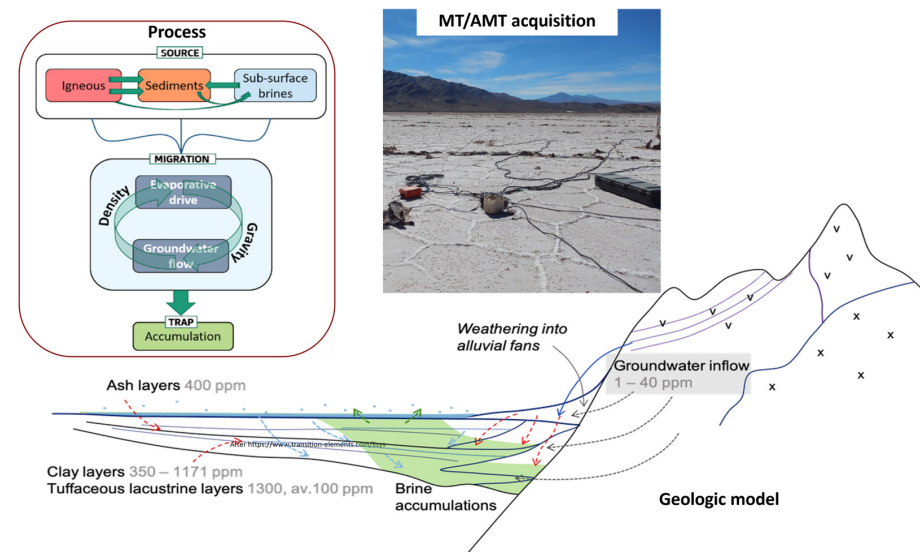 Process
SOURCE
Igneous
Sediments
Sub-surface
brines
MIGRATION
Evaporative
drive
Density
Gravity
Groundwater
flow
TRAP
Accumulation
MT/AMT acquisition
v
v
v
v
v
v
v
x
x
x
x
x
Weathering into
alluvial fans
Groundwater inflow
1 – 40 ppm
Ash layers 400 ppm
After https://www.transition-elements.com/
Clay layers 350 – 1171 ppm
Tuffaceous lacustrine layers 1300, av.100 ppm
Brine
accumulations
Geologic model